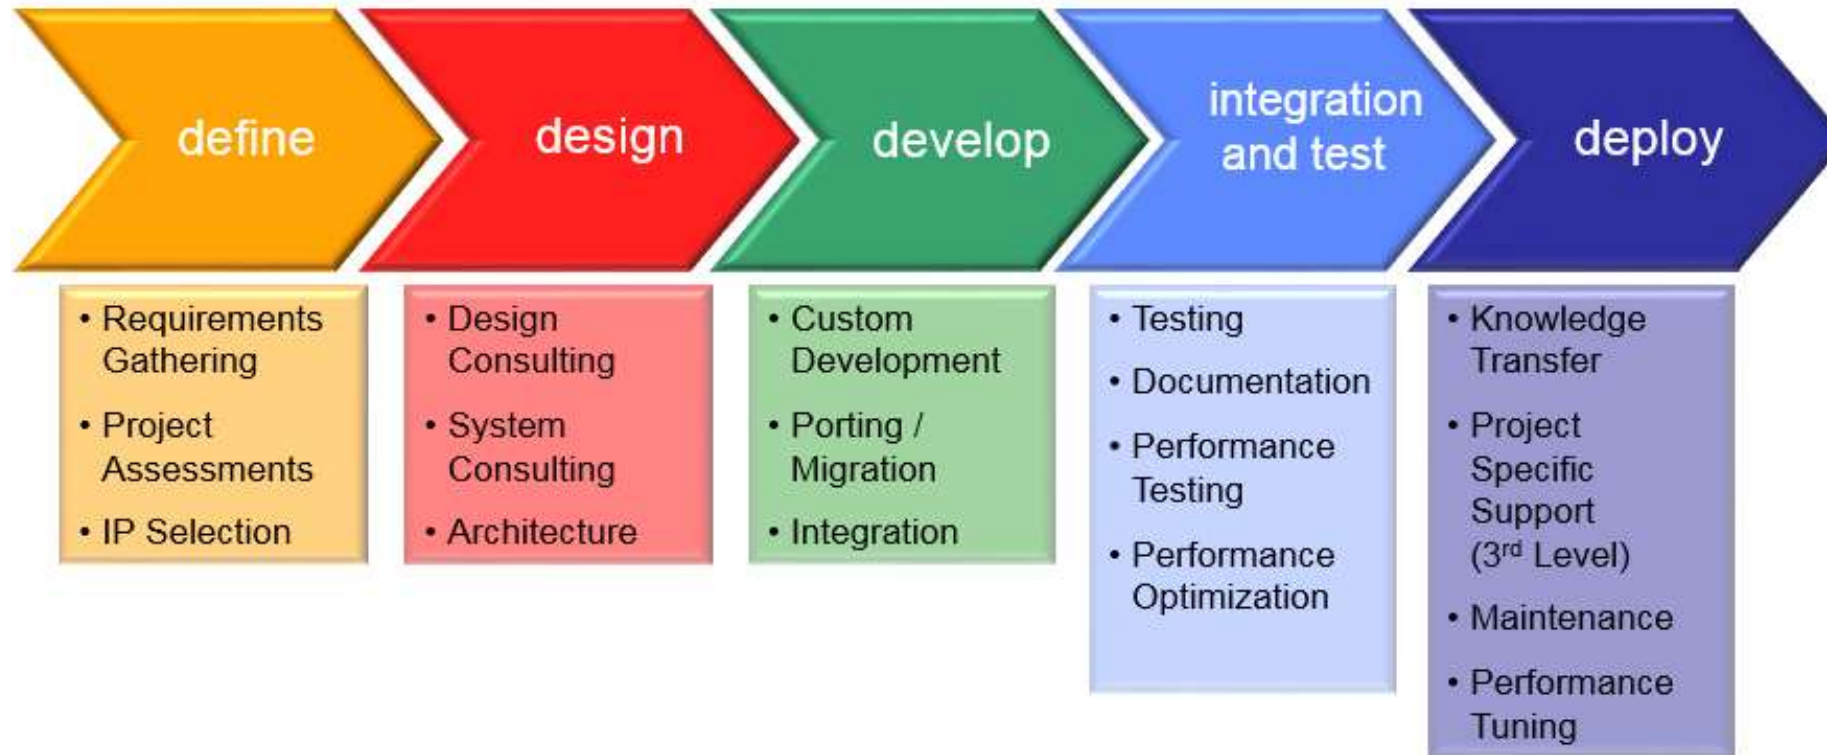 define
design
develop
integration
and test
deploy
• Requirements
Gathering
• Project
Assessments
• IP Selection
• Design
Consulting
• System
Consulting
• Architecture
• Custom
Development
• Porting /
Migration
• Integration
• Testing
• Documentation
• Performance
Testing
• Performance
Optimization
• Knowledge
Transfer
• Project
Specific
Support
(3rd Level)
• Maintenance
• Performance
Tuning